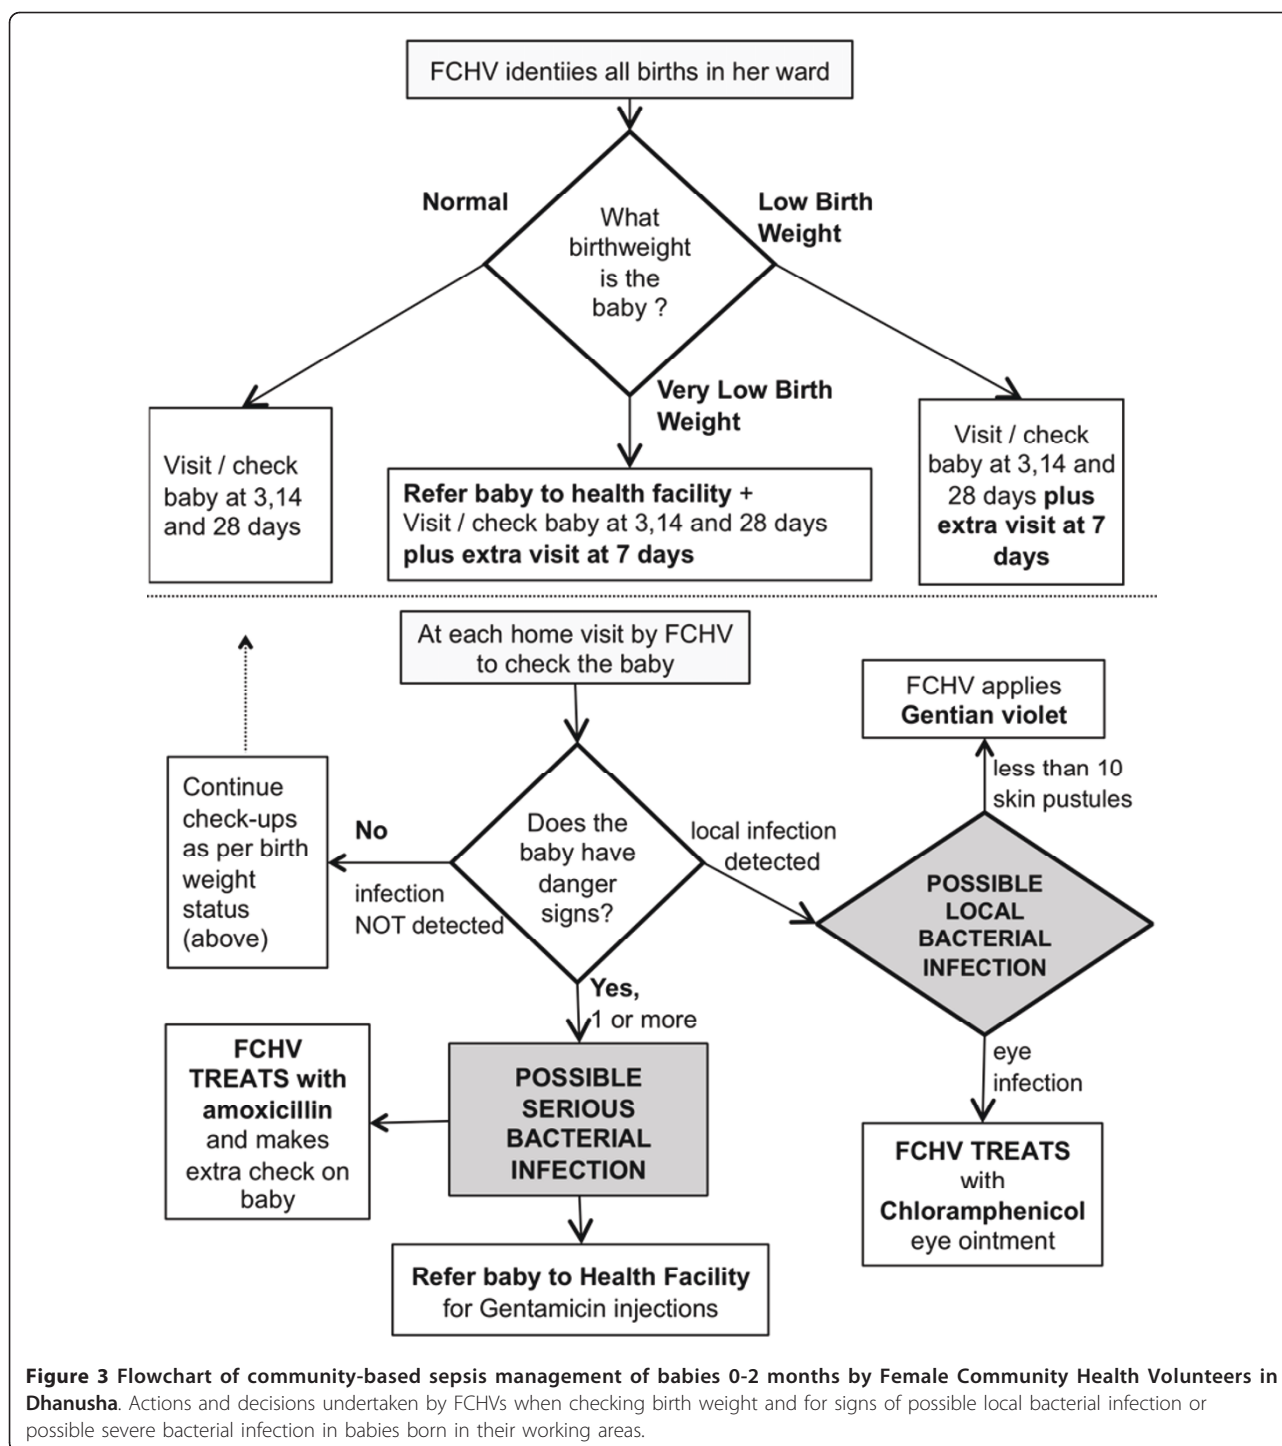 FCHV identiies all births in her ward
Normal
Low Birth
Weight
What
birthweight
is the
baby ?
Very Low Birth
Weight
Visit / check
baby at 3,14
and 28 days
Refer baby to health facility +
Visit / check baby at 3,14 and 28 days
plus extra visit at 7 days
Visit / check
baby at 3,14 and
28 days plus
extra visit at 7
days
At each home visit by FCHV
to check the baby
FCHV applies
Gentian violet
less than 10
skin pustules
Continue
check-ups
as per birth
weight
status
(above)
No
infection
NOT detected
Does the
baby have
danger
signs?
local infection
detected
POSSIBLE
LOCAL
BACTERIAL
INFECTION
Yes,
1 or more
eye
infection
FCHV
TREATS with
amoxicillin
and makes
extra check on
baby
POSSIBLE
SERIOUS
BACTERIAL
INFECTION
FCHV TREATS
with
Chloramphenicol
eye ointment
Refer baby to Health Facility
for Gentamicin injections
Figure 3 Flowchart of community-based sepsis management of babies 0-2 months by Female Community Health Volunteers in
Dhanusha. Actions and decisions undertaken by FCHVs when checking birth weight and for signs of possible local bacterial infection or
possible severe bacterial infection in babies born in their working areas.